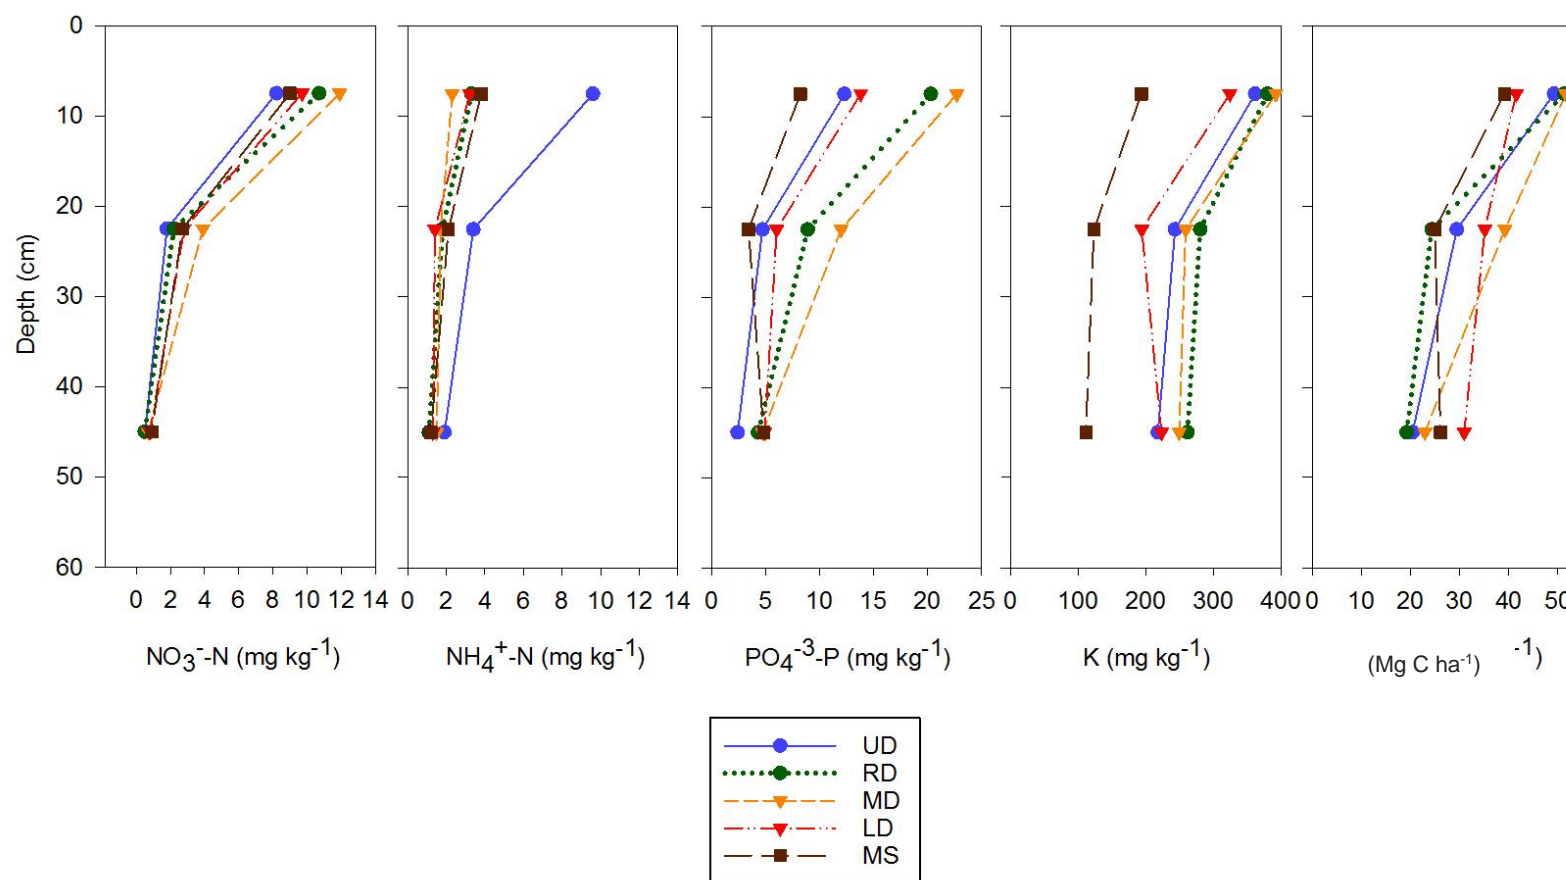 0
10
20
30
40
50
60
Depth (cm)
0 2 4 6 8 10 12 14
0 2 4 6 8 10 12 14
0 5 10 15 20 25
0 100 200 300 400
0 10 20 30 40 50
NO₃⁻-N (mg kg⁻¹)
NH₄⁺-N (mg kg⁻¹)
PO₄⁻³-P (mg kg⁻¹)
K (mg kg⁻¹)
(Mg C ha⁻¹) ⁻¹)
UD
RD
MD
LD
MS